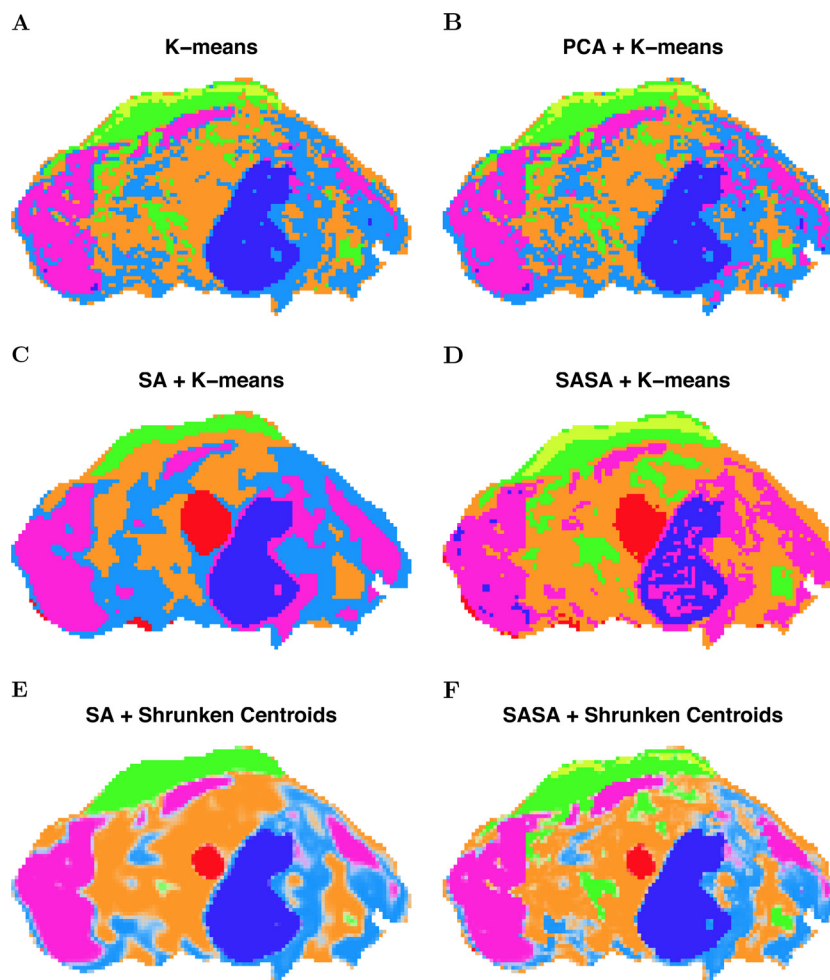 A
K-means
B
PCA + K-means
C
SA + K-means
D
SASA + K-means
E
SA + Shrunken Centroids
F
SASA + Shrunken Centroids